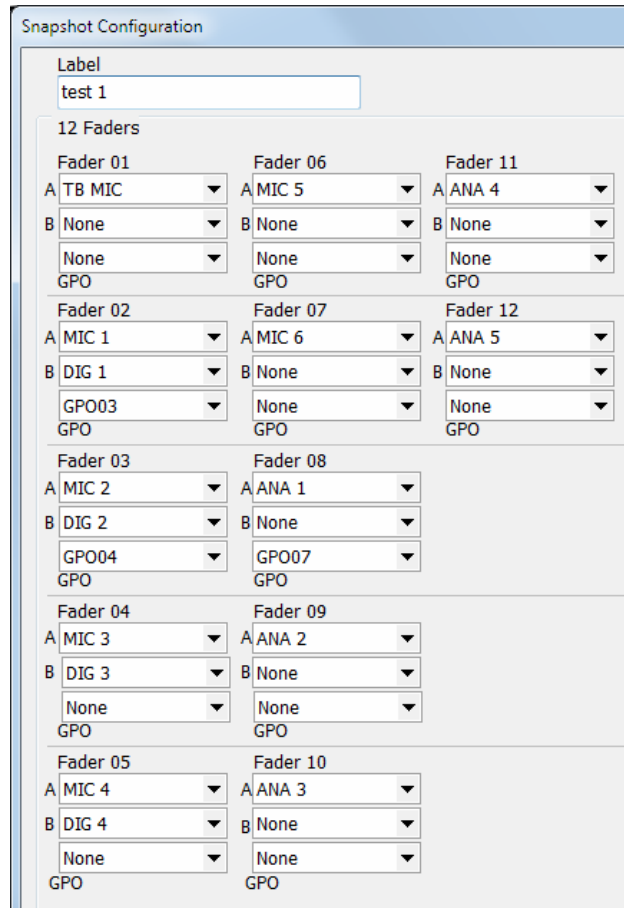 Snapshot Configuration
Label
test 1
12 Faders
Fader 01 Fader 06 Fader 11
A TB MIC A MIC 5 A ANA 4
B None B None B None
None None None
GPO GPO GPO
Fader 02 Fader 07 Fader 12
A MIC 1 A MIC 6 A ANA 5
B DIG 1 B None B None
GPO03 None None
GPO GPO GPO
Fader 03 Fader 08
A MIC 2 A ANA 1
B DIG 2 B None
GPO04 GPO07
GPO GPO
Fader 04 Fader 09
A MIC 3 A ANA 2
B DIG 3 B None
None None
GPO GPO
Fader 05 Fader 10
A MIC 4 A ANA 3
B DIG 4 B None
None None
GPO GPO